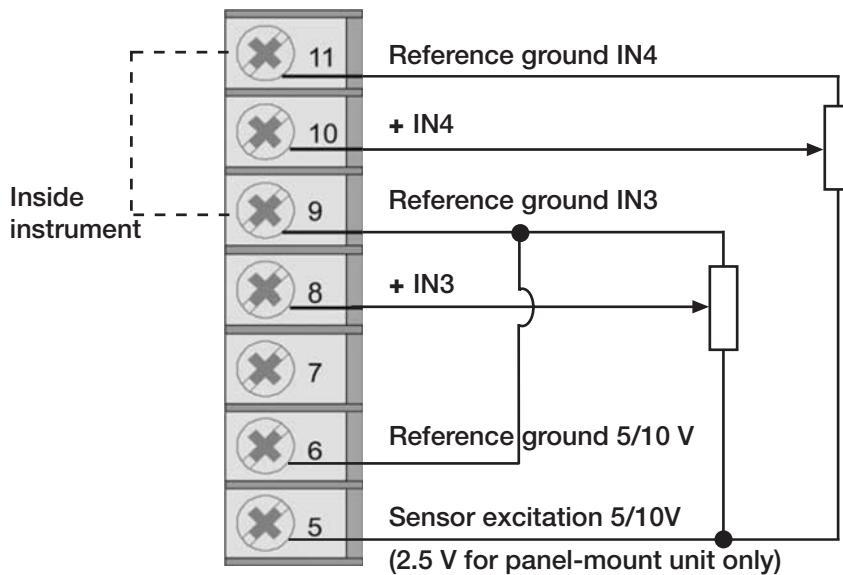 11 Reference ground IN4
10 + IN4
Inside
instrument
9 Reference ground IN3
8 + IN3
7
6 Reference ground 5/10 V
5 Sensor excitation 5/10V
(2.5 V for panel-mount unit only)